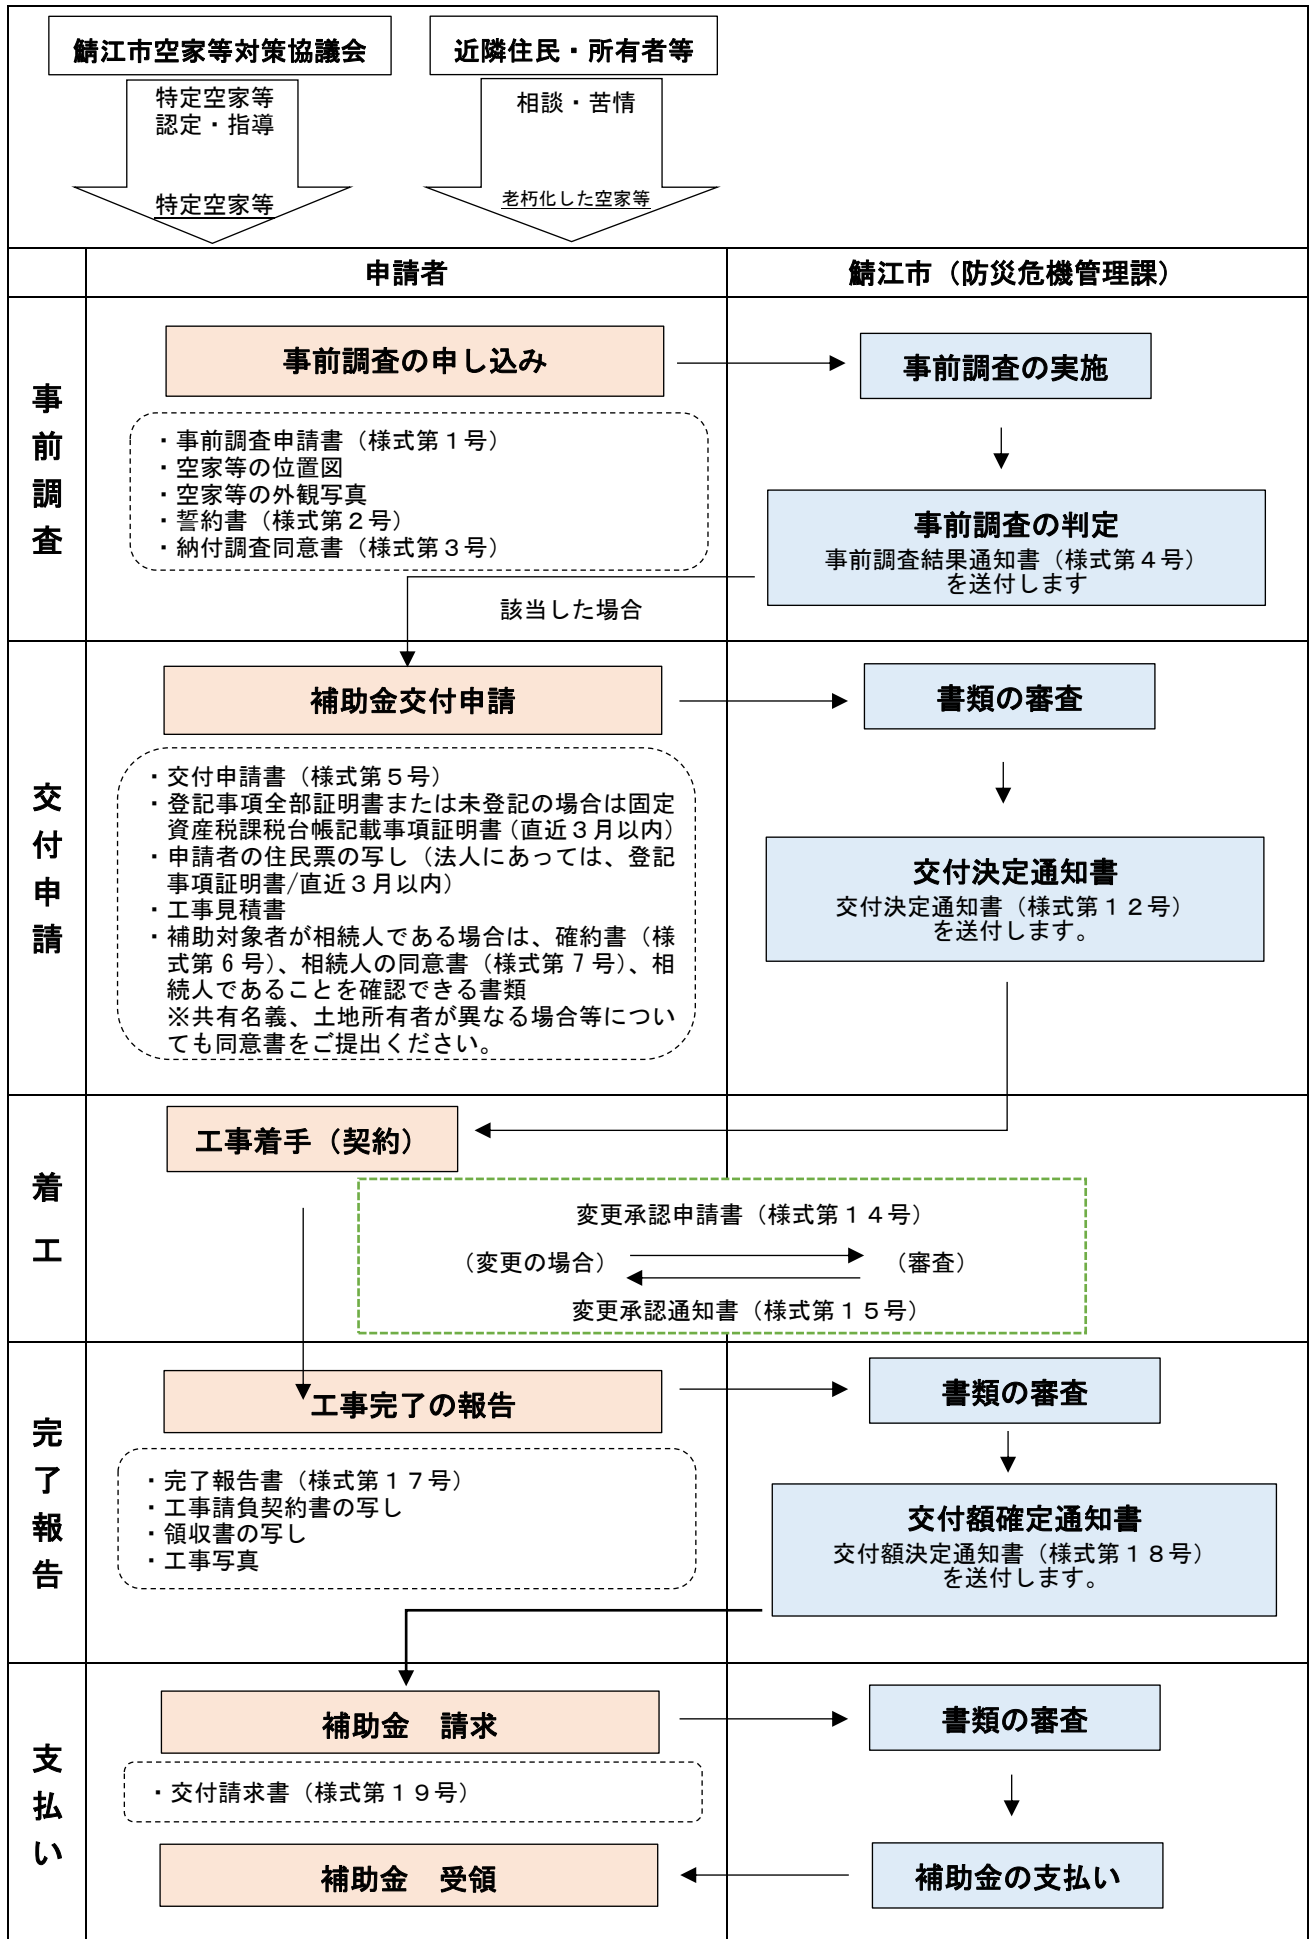 鯖江市空家等対策協議会
近隣住民・所有者等
特定空家等
認定・指導
相談・苦情
特定空家等
老朽化した空家等
申請者
鯖江市（防災危機管理課）
事前調査
事前調査の申し込み
事前調査の実施
・事前調査申請書（様式第１号）
・空家等の位置図
・空家等の外観写真
・誓約書（様式第２号）
・納付調査同意書（様式第３号）
事前調査の判定
事前調査結果通知書（様式第４号）
を送付します
該当した場合
交付申請
補助金交付申請
書類の審査
・交付申請書（様式第５号）
・登記事項全部証明書または未登記の場合は固定
資産税課税台帳記載事項証明書（直近３月以内）
・申請者の住民票の写し（法人にあっては、登記
事項証明書/直近３月以内）
・工事見積書
・補助対象者が相続人である場合は、確約書（様
式第６号）、相続人の同意書（様式第７号）、相
続人であることを確認できる書類
※共有名義、土地所有者が異なる場合等につい
ても同意書をご提出ください。
交付決定通知書
交付決定通知書（様式第１２号）
を送付します。
着工
工事着手（契約）
変更承認申請書（様式第１４号）
（変更の場合）
（審査）
変更承認通知書（様式第１５号）
完了報告
工事完了の報告
書類の審査
・完了報告書（様式第１７号）
・工事請負契約書の写し
・領収書の写し
・工事写真
交付額確定通知書
交付額決定通知書（様式第１８号）
を送付します。
支払い
補助金　請求
書類の審査
・交付請求書（様式第１９号）
補助金　受領
補助金の支払い